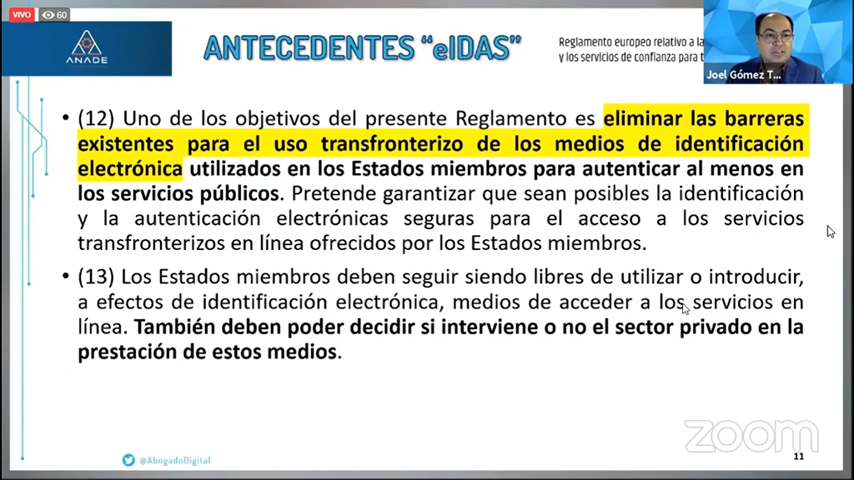 VIVO 60
ANADE
ANTECEDENTES “eIDAS”
Reglamento europeo relativo a la
y los servicios de confianza para t
Joel Gómez T...
• (12) Uno de los objetivos del presente Reglamento es eliminar las barreras
existentes para el uso transfronterizo de los medios de identificación
electrónica utilizados en los Estados miembros para autenticar al menos en
los servicios públicos. Pretende garantizar que sean posibles la identificación
y la autenticación electrónicas seguras para el acceso a los servicios
transfronterizos en línea ofrecidos por los Estados miembros.
• (13) Los Estados miembros deben seguir siendo libres de utilizar o introducir,
a efectos de identificación electrónica, medios de acceder a los servicios en
línea. También deben poder decidir si interviene o no el sector privado en la
prestación de estos medios.
zoom
@AbogadoDigital
11